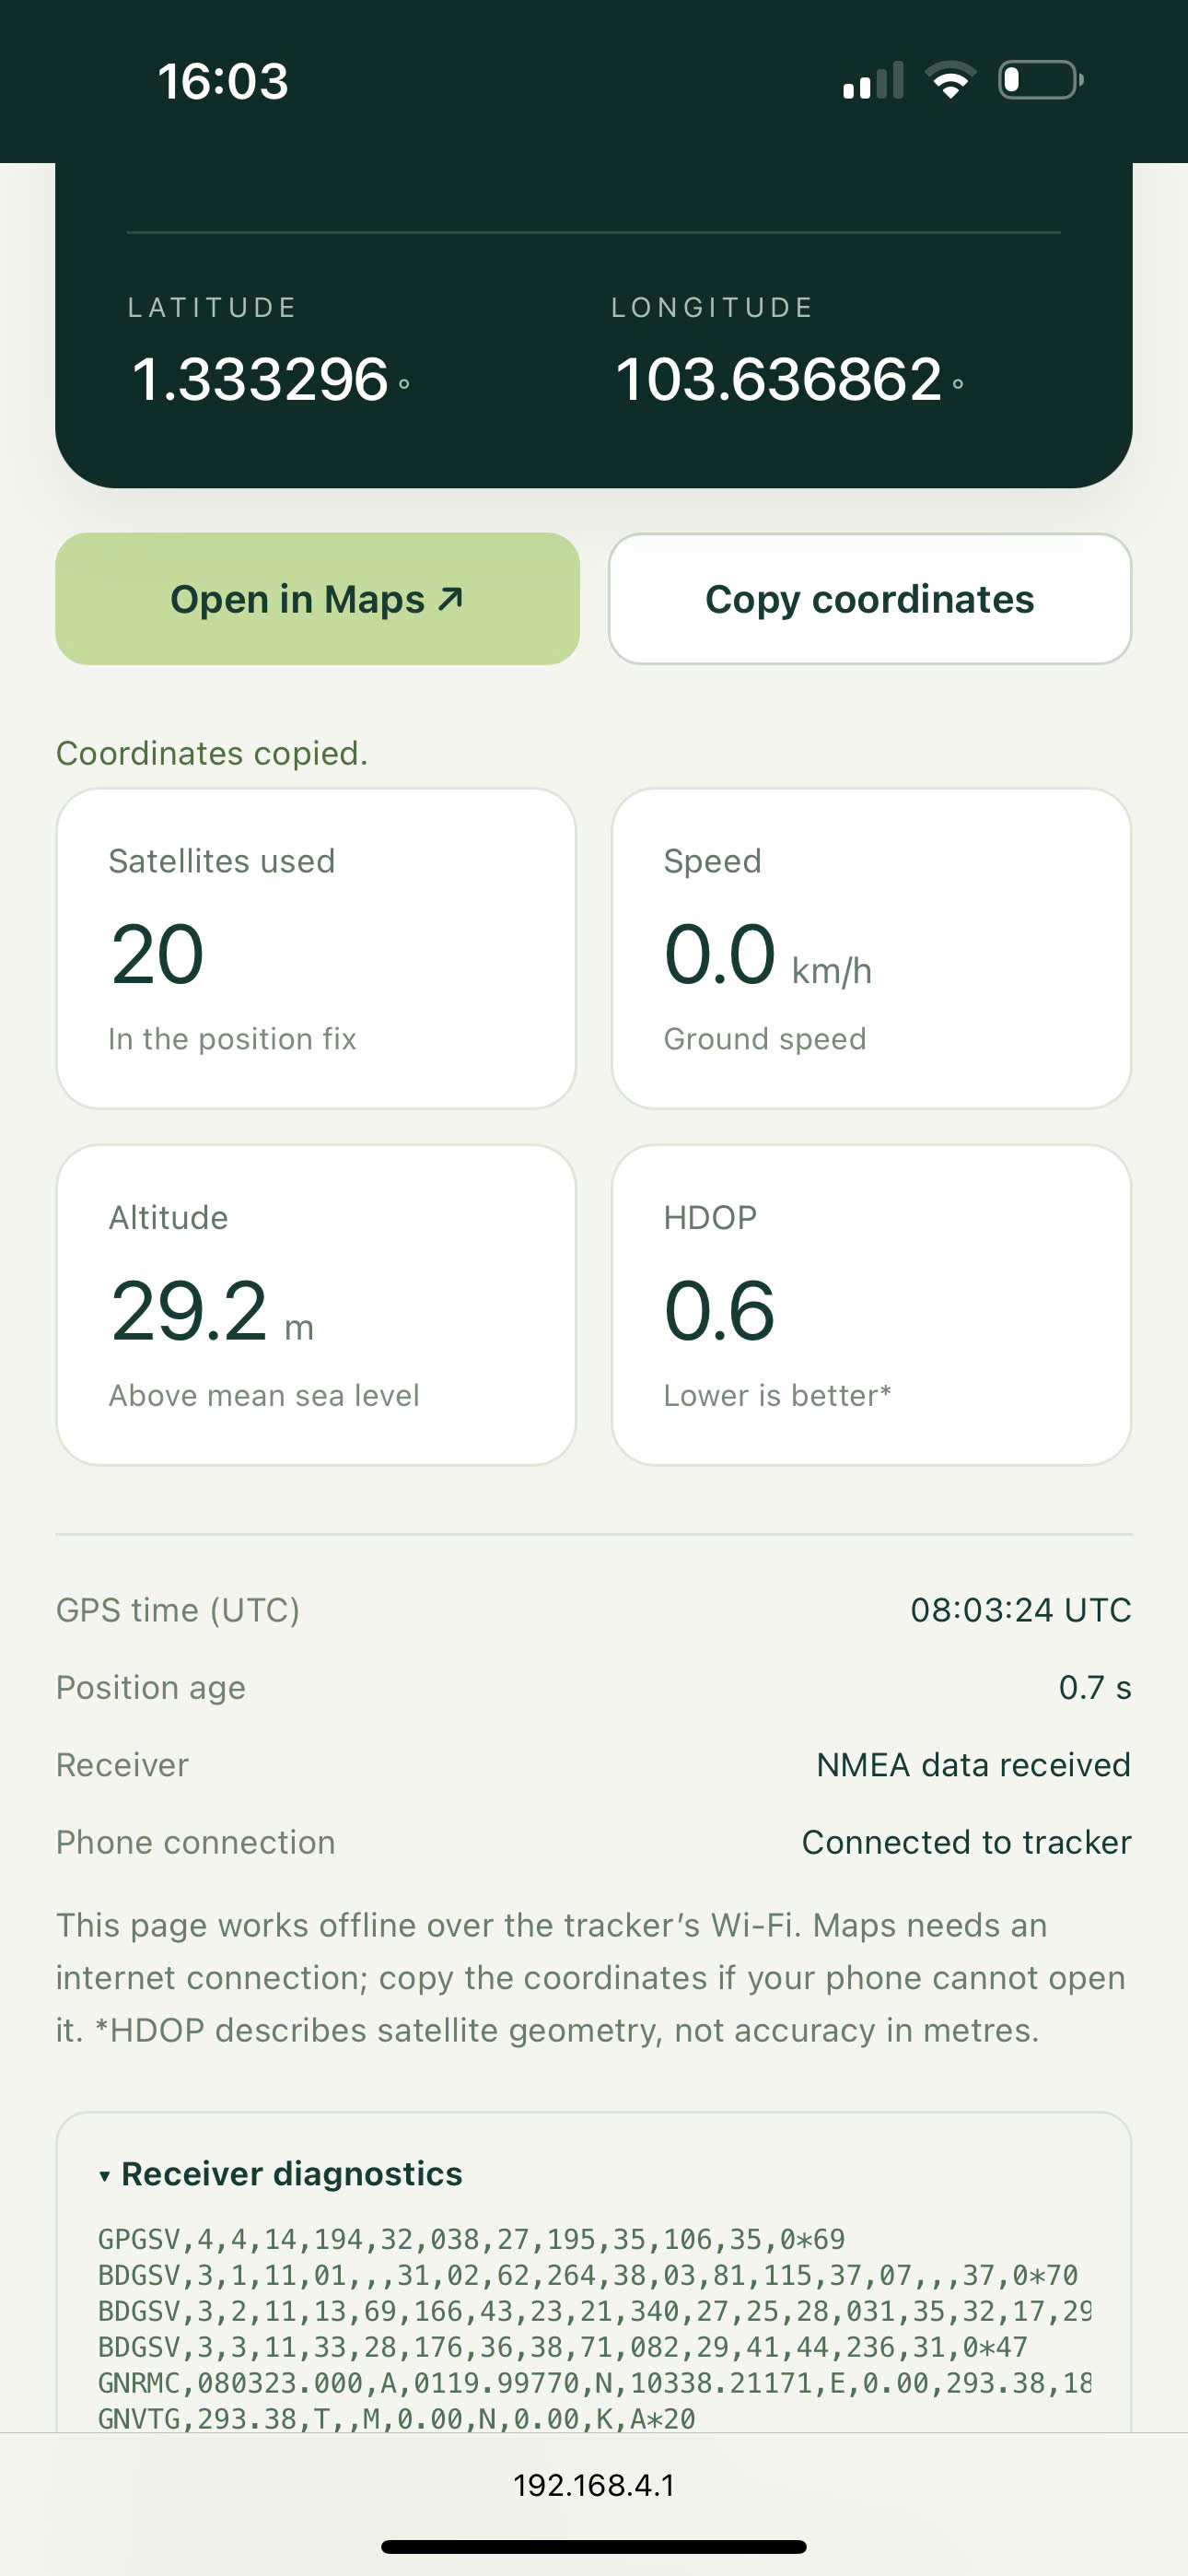 16:03
LATITUDE
LONGITUDE
1.333296°
103.636862°
Open in Maps ↗
Copy coordinates
Coordinates copied.
Satellites used
20
In the position fix
Speed
0.0 km/h
Ground speed
Altitude
29.2 m
Above mean sea level
HDOP
0.6
Lower is better*
GPS time (UTC)
08:03:24 UTC
Position age
0.7 s
Receiver
NMEA data received
Phone connection
Connected to tracker
This page works offline over the tracker’s Wi-Fi. Maps needs an
internet connection; copy the coordinates if your phone cannot open
it. *HDOP describes satellite geometry, not accuracy in metres.
▾ Receiver diagnostics
GPGSV,4,4,14,194,32,038,27,195,35,106,35,0*69
BDGSV,3,1,11,01,,,31,02,62,264,38,03,81,115,37,07,,,37,0*70
BDGSV,3,2,11,13,69,166,43,23,21,340,27,25,28,031,35,32,17,29
BDGSV,3,3,11,33,28,176,36,38,71,082,29,41,44,236,31,0*47
GNRMC,080323.000,A,0119.99770,N,10338.21171,E,0.00,293.38,18
GNVTG,293.38,T,,M,0.00,N,0.00,K,A*20
192.168.4.1